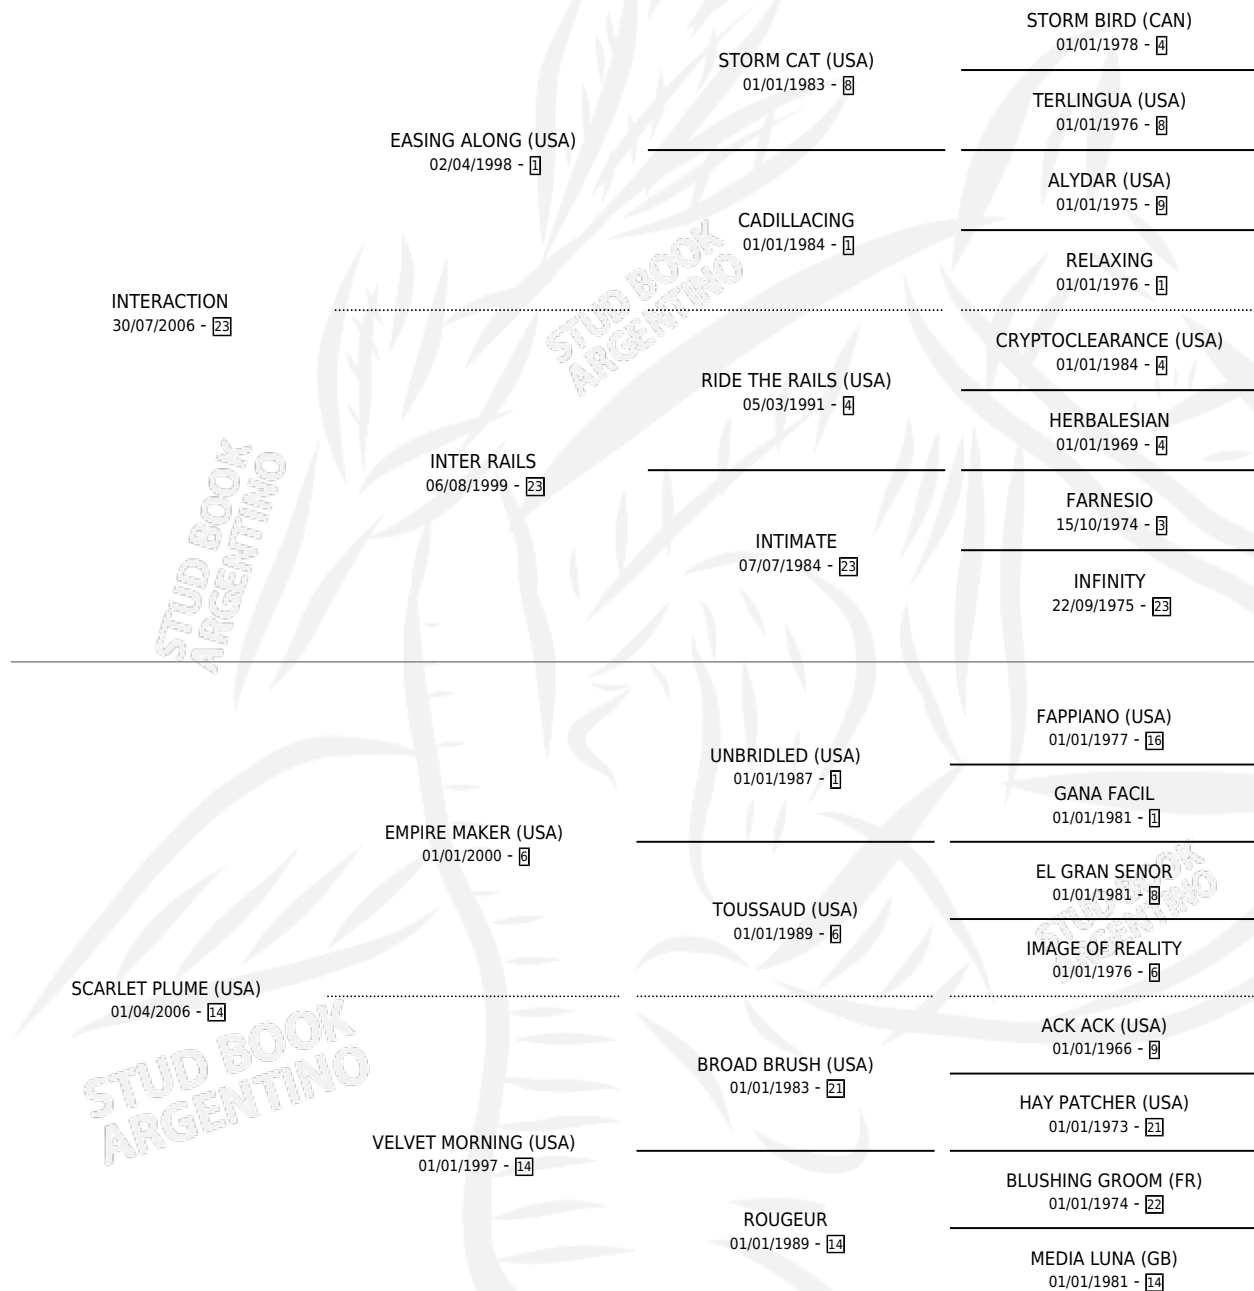 STORM BIRD (CAN)
01/01/1978 - 4
STORM CAT (USA)
01/01/1983 - 8
TERLINGUA (USA)
01/01/1976 - 8
EASING ALONG (USA)
02/04/1998 - 1
ALYDAR (USA)
01/01/1975 - 9
CADILLACING
01/01/1984 - 1
RELAXING
01/01/1976 - 1
INTERACTION
30/07/2006 - 23
CRYPTOCLEARANCE (USA)
01/01/1984 - 4
RIDE THE RAILS (USA)
05/03/1991 - 4
HERBALESIAN
01/01/1969 - 4
INTER RAILS
06/08/1999 - 23
FARNESIO
15/10/1974 - 3
INTIMATE
07/07/1984 - 23
INFINITY
22/09/1975 - 23
FAPPIANO (USA)
01/01/1977 - 16
UNBRIDLED (USA)
01/01/1987 - 1
GANA FACIL
01/01/1981 - 1
EMPIRE MAKER (USA)
01/01/2000 - 6
EL GRAN SENOR
01/01/1981 - 8
TOUSSAUD (USA)
01/01/1989 - 6
IMAGE OF REALITY
01/01/1976 - 6
SCARLET PLUME (USA)
01/04/2006 - 14
ACK ACK (USA)
01/01/1966 - 9
BROAD BRUSH (USA)
01/01/1983 - 21
HAY PATCHER (USA)
01/01/1973 - 21
VELVET MORNING (USA)
01/01/1997 - 14
BLUSHING GROOM (FR)
01/01/1974 - 22
ROUGEUR
01/01/1989 - 14
MEDIA LUNA (GB)
01/01/1981 - 14
STUD BOOK
ARGENTINO
STUD BOOK
ARGENTINO
STUD BOOK
ARGENTINO
STUD BOOK
ARGENTINO